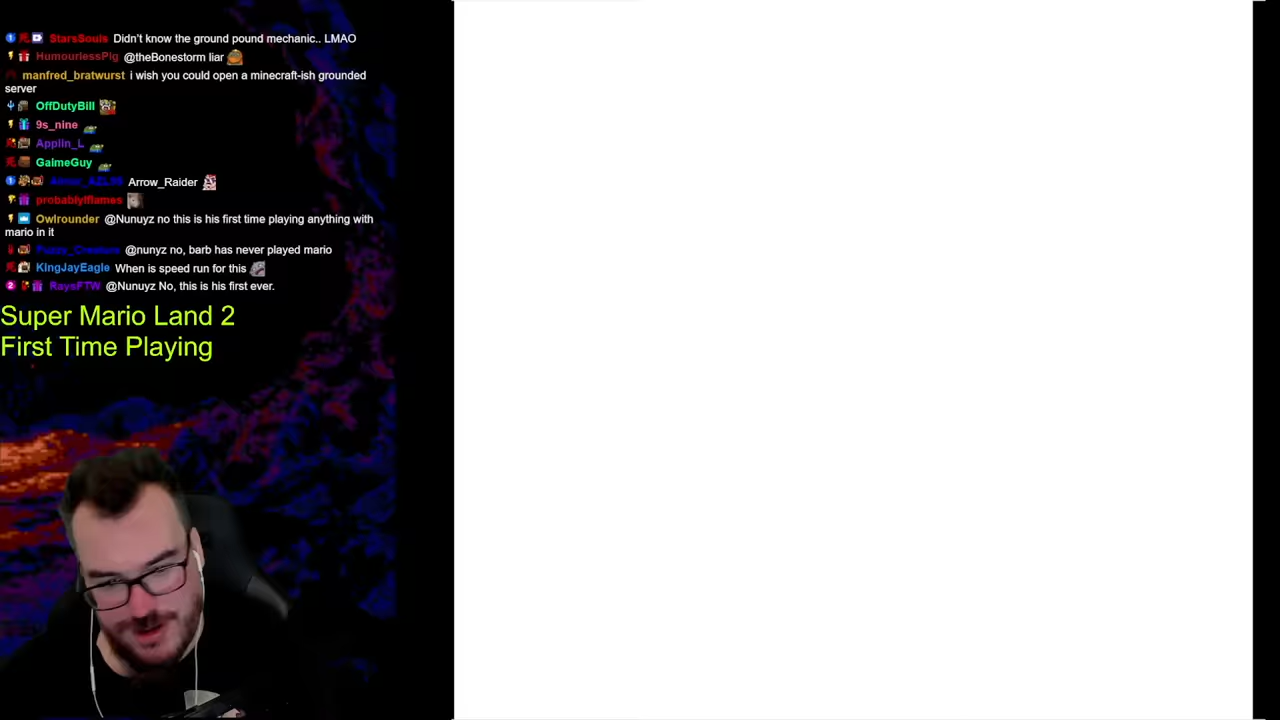 StarsSouls Didn't know the ground pound mechanic.. LMAO
HumourlessPig @theBonestorm liar
manfred_bratwurst i wish you could open a minecraft-ish grounded
server
OffDutyBill
9s_nine
Applin_L
GaimeGuy
Arrow_Raider
probablylflames
Owlrounder @Nunuyz no this is his first time playing anything with
mario in it
Fuzzy_Creature @nunyz no, barb has never played mario
KingJayEagle When is speed run for this
RaysFTW @Nunuyz No, this is his first ever.
Super Mario Land 2
First Time Playing